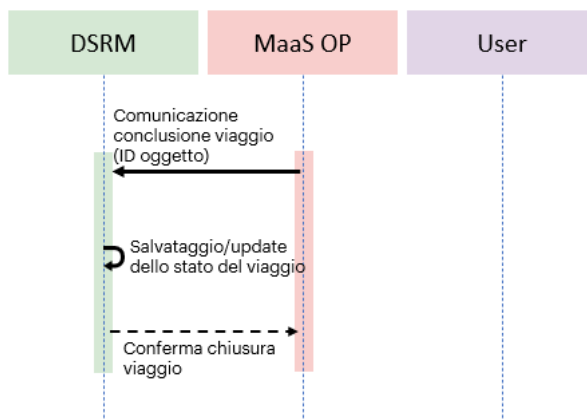 DSRM
MaaS OP
User
Comunicazione
conclusione viaggio
(ID oggetto)
Salvataggio/update
dello stato del viaggio
Conferma chiusura
viaggio